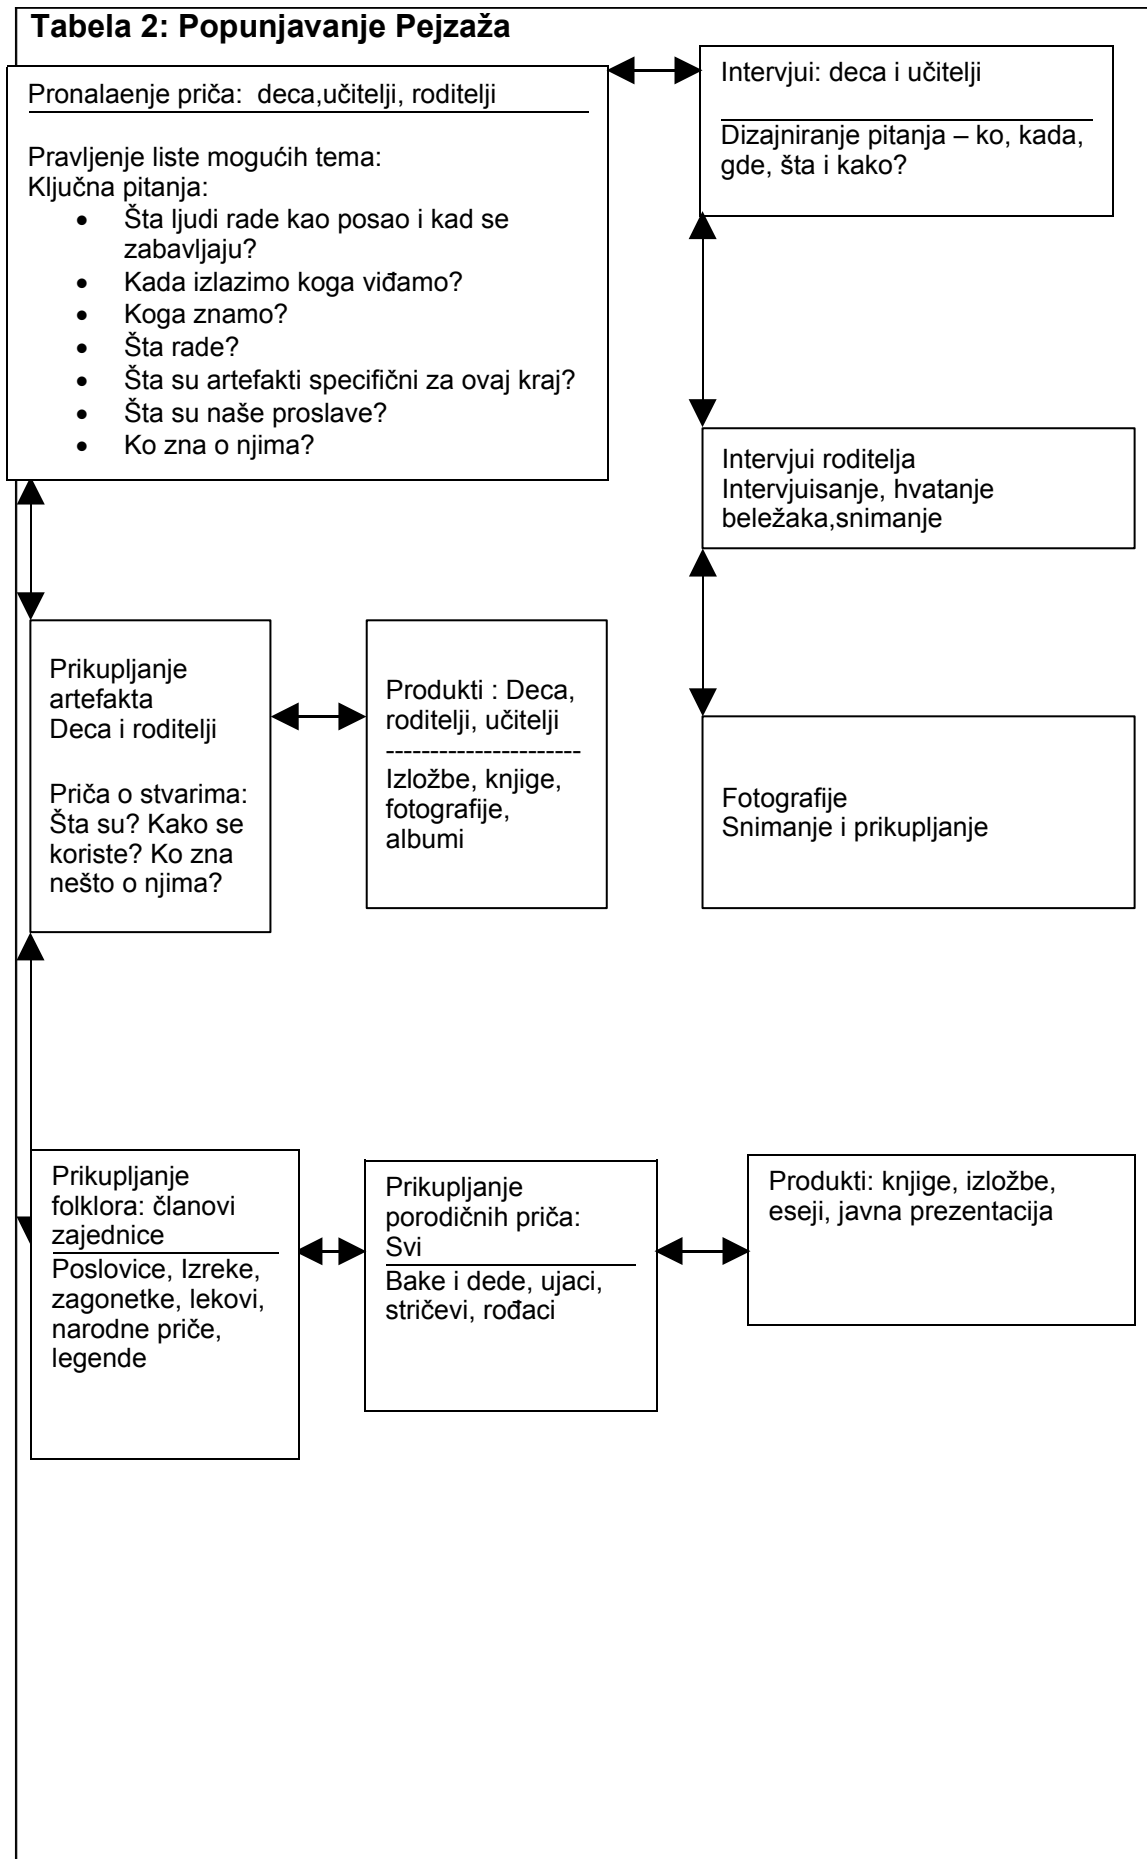 Tabela 2: Popunjavanje Pejzaža
Pronalaenje priča:  deca,učitelji, roditelji
Pravljenje liste mogućih tema:
Ključna pitanja:
• Šta ljudi rade kao posao i kad se
zabavljaju?
• Kada izlazimo koga viđamo?
• Koga znamo?
• Šta rade?
• Šta su artefakti specifični za ovaj kraj?
• Šta su naše proslave?
• Ko zna o njima?
Intervjui: deca i učitelji
Dizajniranje pitanja – ko, kada,
gde, šta i kako?
Intervjui roditelja
Intervjuisanje, hvatanje
beležaka,snimanje
Prikupljanje
artefakta
Deca i roditelji
Priča o stvarima:
Šta su? Kako se
koriste? Ko zna
nešto o njima?
Produkti : Deca,
roditelji, učitelji
----------------------
Izložbe, knjige,
fotografije,
albumi
Fotografije
Snimanje i prikupljanje
Prikupljanje
folklora: članovi
zajednice
Poslovice, Izreke,
zagonetke, lekovi,
narodne priče,
legende
Prikupljanje
porodičnih priča:
Svi
Bake i dede, ujaci,
stričevi, rođaci
Produkti: knjige, izložbe,
eseji, javna prezentacija